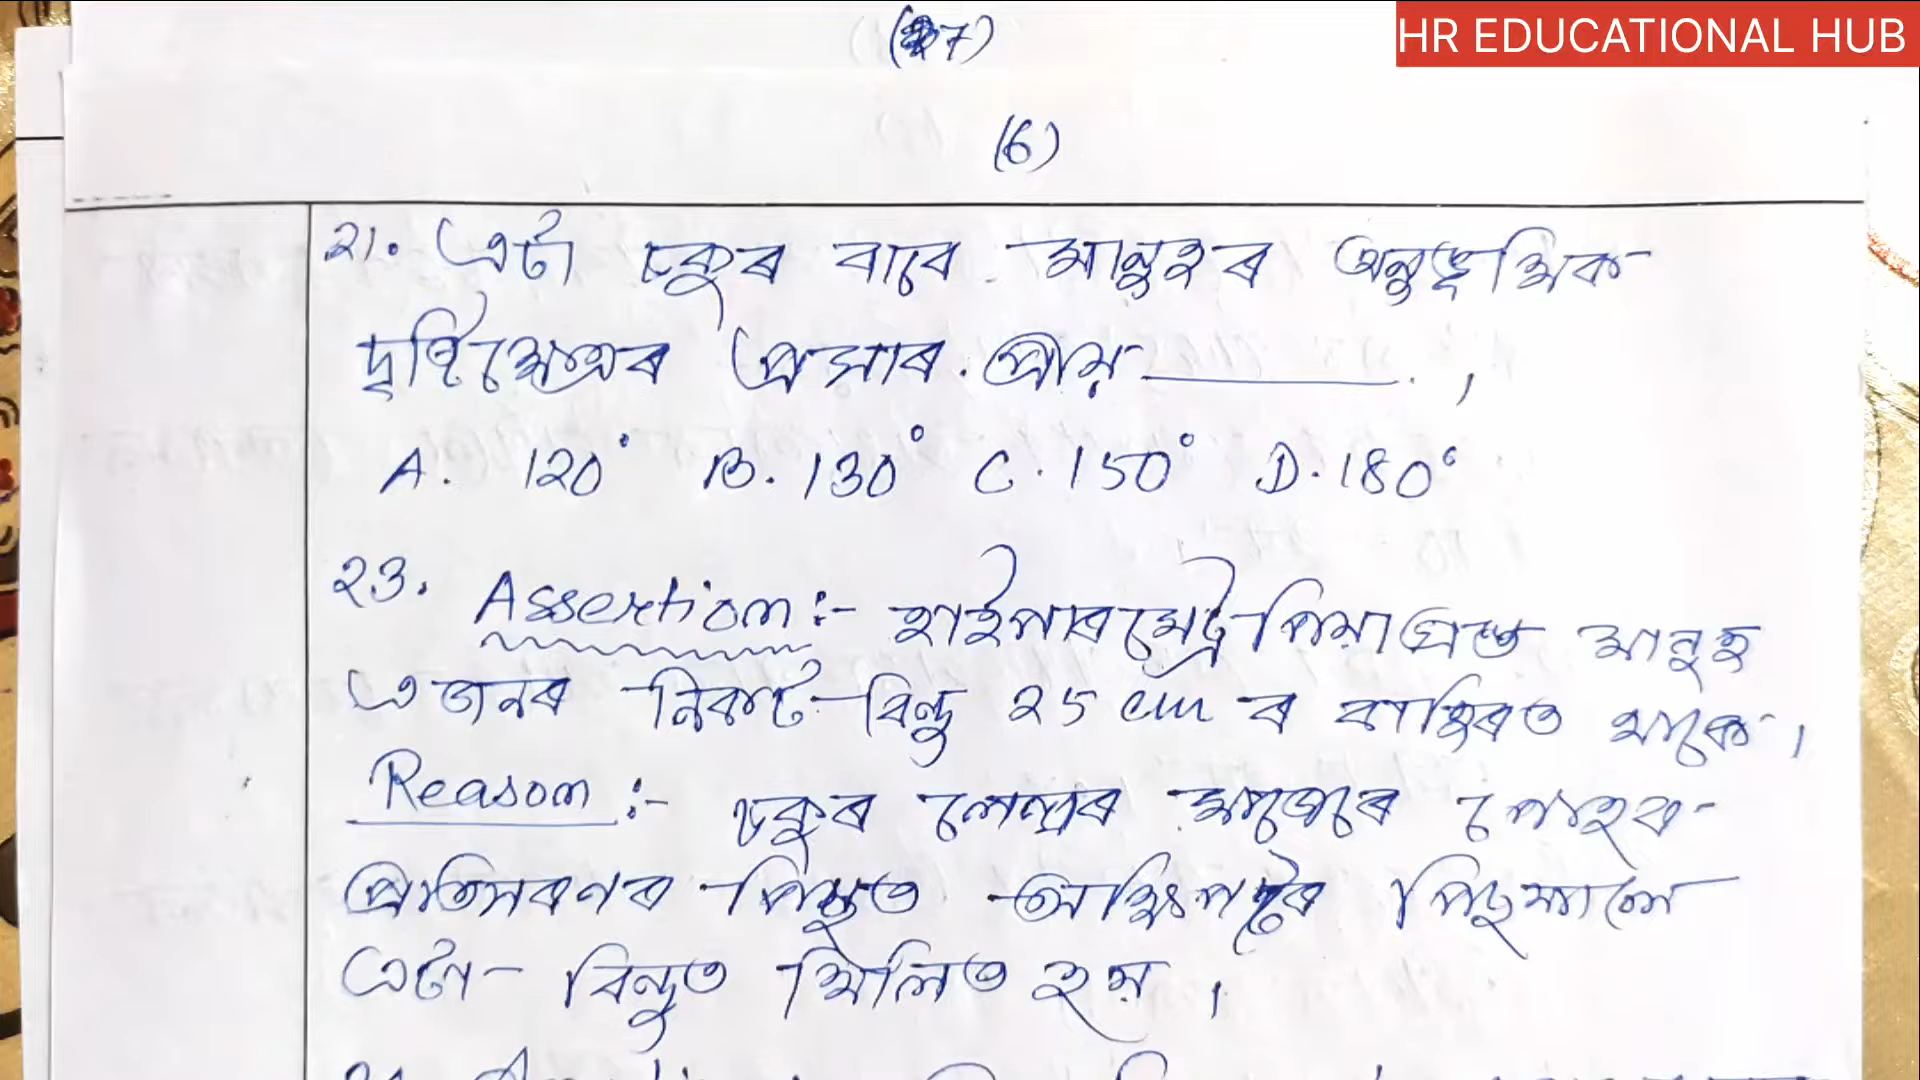 HR EDUCATIONAL HUB
(7)
(6)
21. এটা চকুৰ বাবে মানুহৰ অনুভূমিক
দৃষ্টিক্ষেত্ৰৰ প্ৰসাৰ প্ৰায় ______ ।
A. 120° B. 130° C. 150° D. 180°
23. Assertion :- হাইপাৰমেট্ৰপিয়াগ্ৰস্ত মানুহ
এজনৰ নিকট বিন্দু 25 cm ৰ বাহিৰত থাকে ।
Reason :- চকুৰ লেন্সৰ মাজেৰে পোহৰ
প্ৰতিসৰণৰ পিছত অক্ষিপটৰ পিছফালে
এটা বিন্দুত মিলিত হয় ।